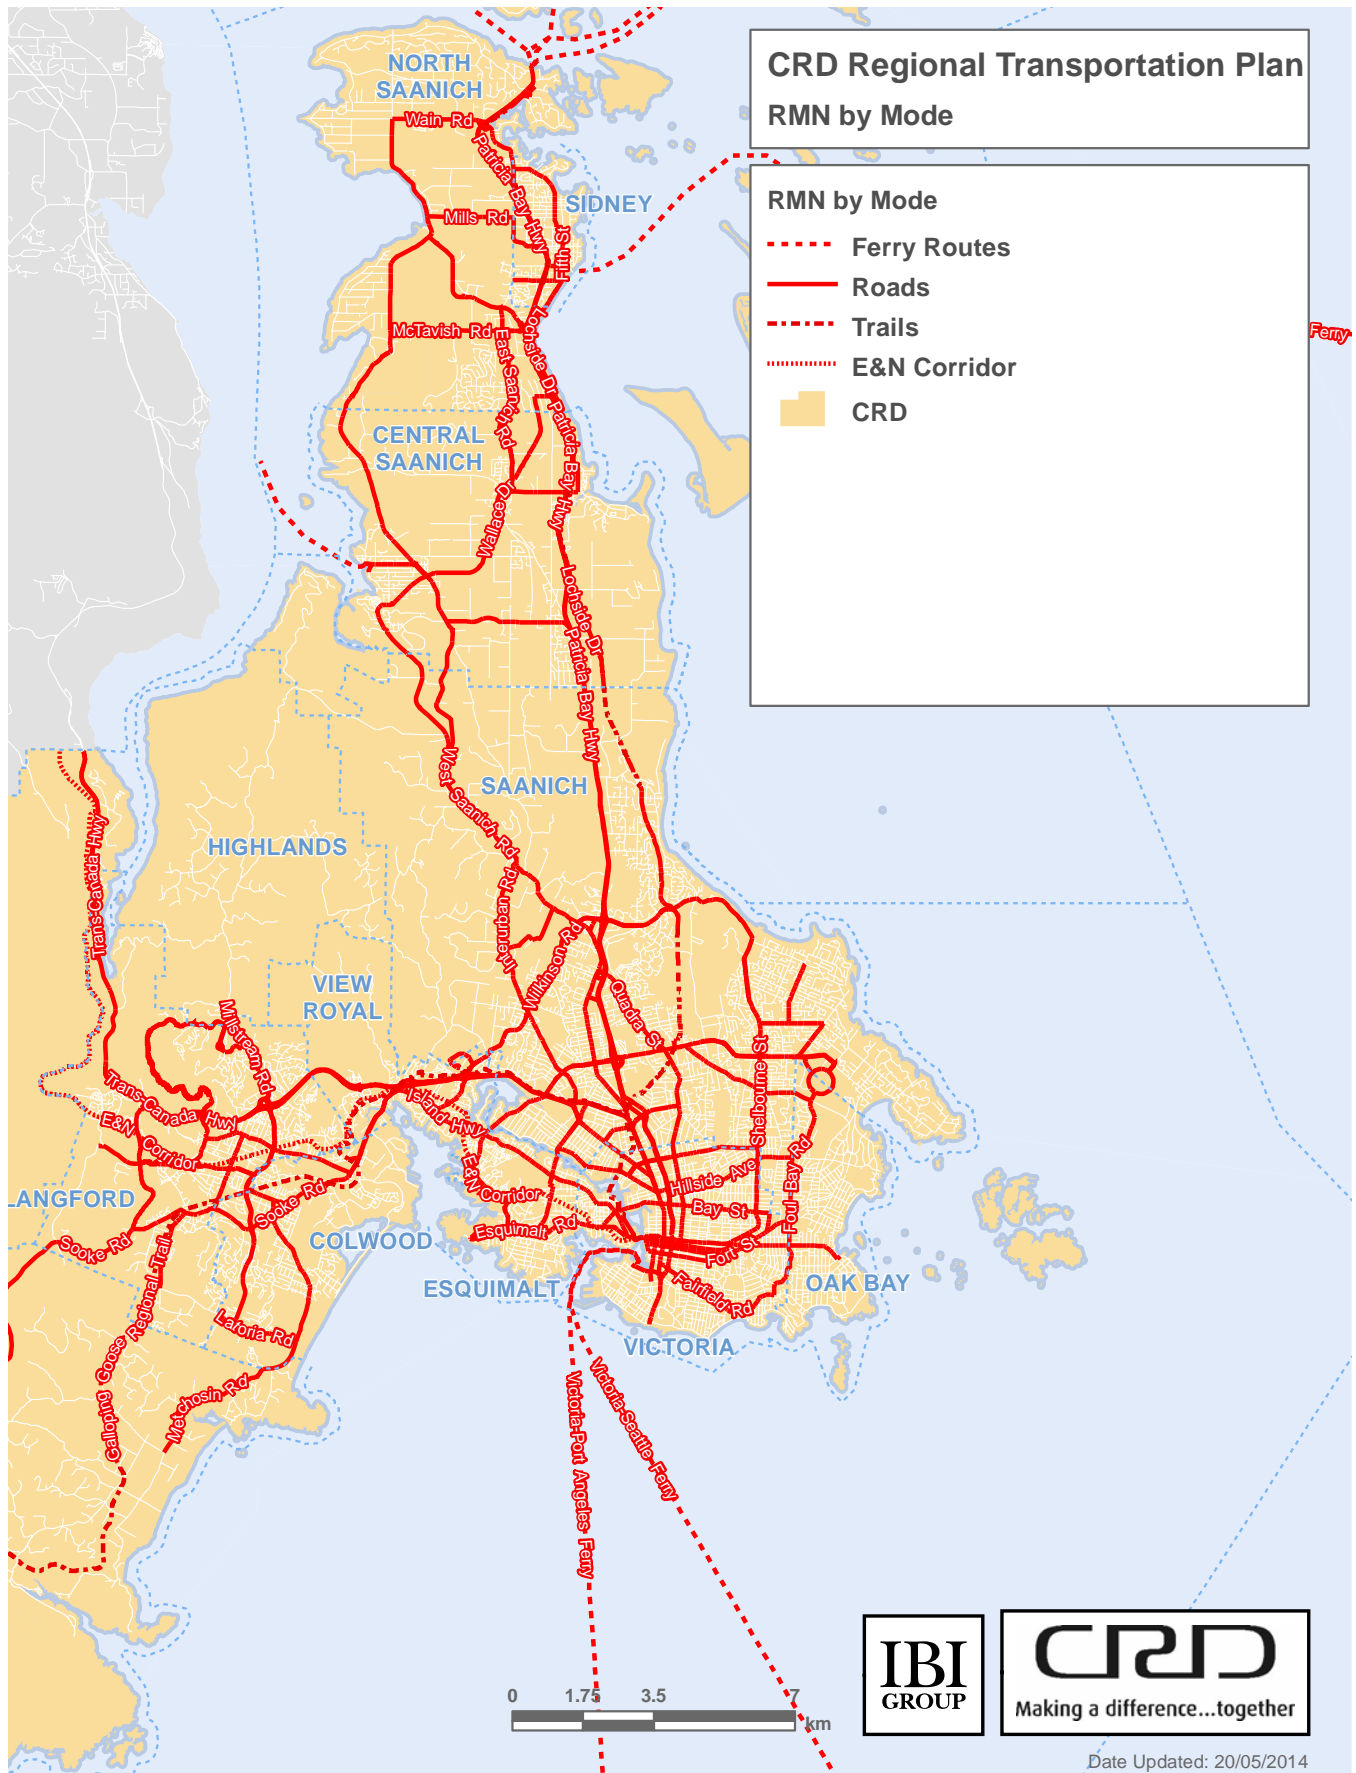 CRD Regional Transportation Plan
RMN by Mode
RMN by Mode
Ferry Routes
Roads
Trails
E&N Corridor
CRD
NORTH
SAANICH
Wain Rd
Patricia Bay Hwy
SIDNEY
Mills Rd
Fifth St
McTavish Rd
Lochside Dr
East Saanich Rd
Ferry
Patricia Bay Hwy
CENTRAL
SAANICH
Wallace Dr
Lochside Dr
Patricia Bay Hwy
West Saanich Rd
SAANICH
HIGHLANDS
Trans-Canada Hwy
Interurban Rd
Wilkinson Rd
VIEW
ROYAL
Quadra St
Millstream Rd
Shelbourne St
Trans-Canada Hwy
Island Hwy
E&N Corridor
E&N Corridor
Hillside Ave
Foul Bay Rd
LANGFORD
Sooke Rd
Bay St
Esquimalt Rd
Sooke Rd
COLWOOD
Fort St
Galloping Goose Regional Trail
ESQUIMALT
Fairfield Rd
OAK BAY
Latoria Rd
VICTORIA
Metchosin Rd
Victoria-Port Angeles Ferry
Victoria-Seattle Ferry
0 1.75 3.5 7
km
IBI
GROUP
CRD
Making a difference...together
Date Updated: 20/05/2014